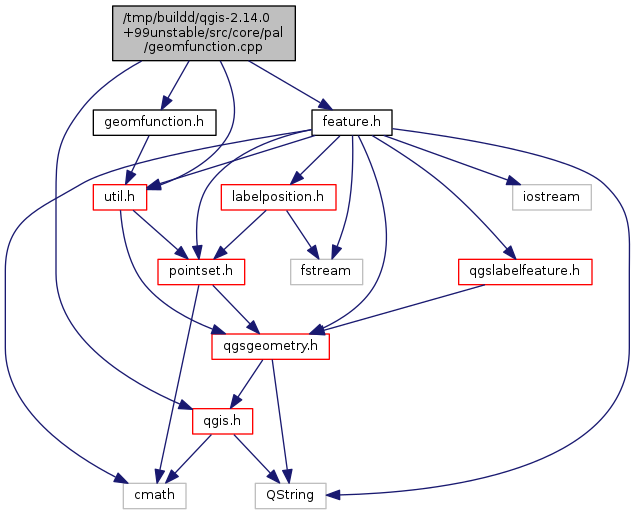 /tmp/buildd/qgis-2.14.0
+99unstable/src/core/pal
/geomfunction.cpp
geomfunction.h
feature.h
util.h
labelposition.h
iostream
pointset.h
fstream
qgslabelfeature.h
qgsgeometry.h
qgis.h
cmath
QString